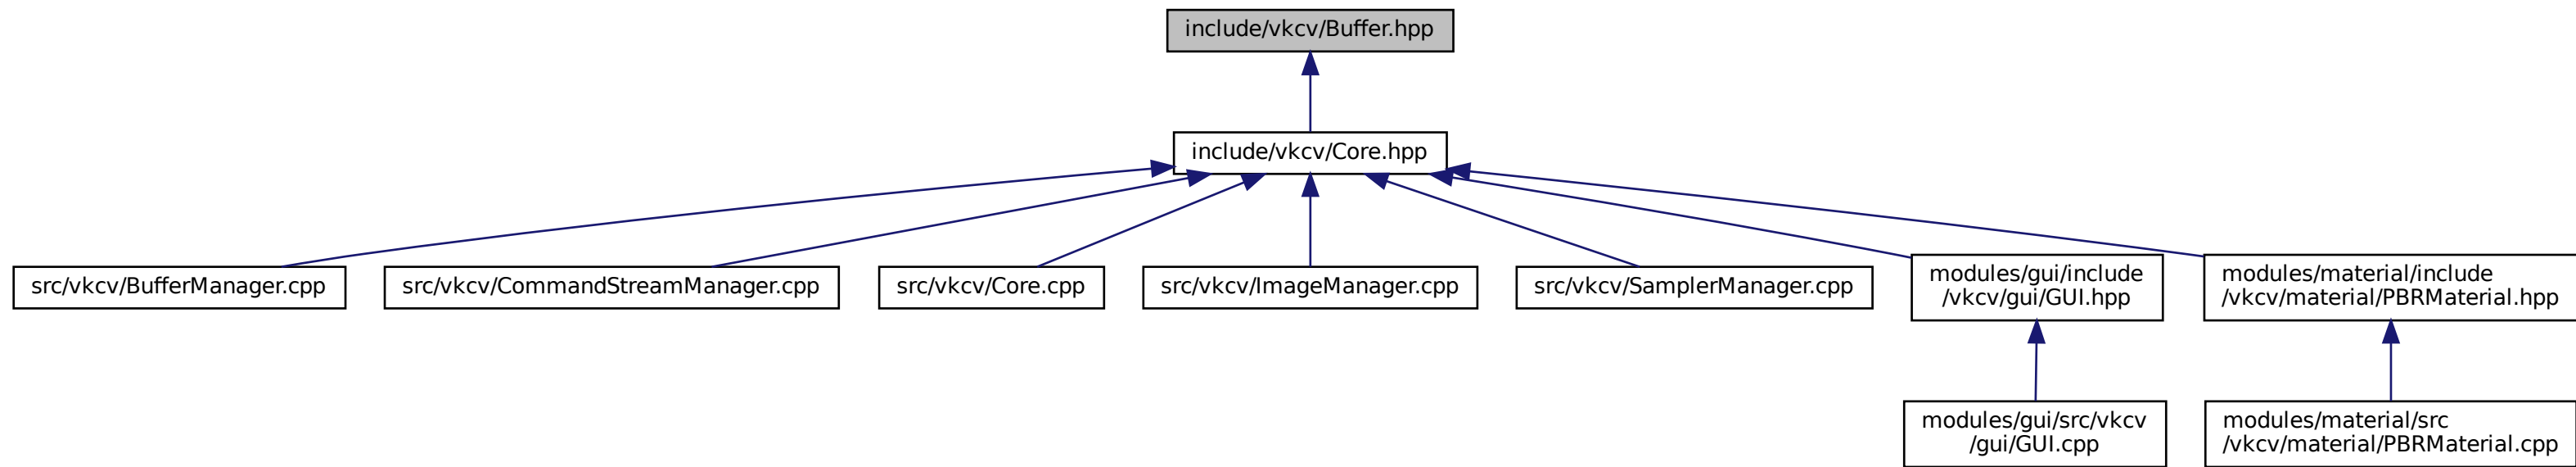 include/vkcv/Buffer.hpp
include/vkcv/Core.hpp
src/vkcv/BufferManager.cpp
src/vkcv/CommandStreamManager.cpp
src/vkcv/Core.cpp
src/vkcv/ImageManager.cpp
src/vkcv/SamplerManager.cpp
modules/gui/include
/vkcv/gui/GUI.hpp
modules/material/include
/vkcv/material/PBRMaterial.hpp
modules/gui/src/vkcv
/gui/GUI.cpp
modules/material/src
/vkcv/material/PBRMaterial.cpp